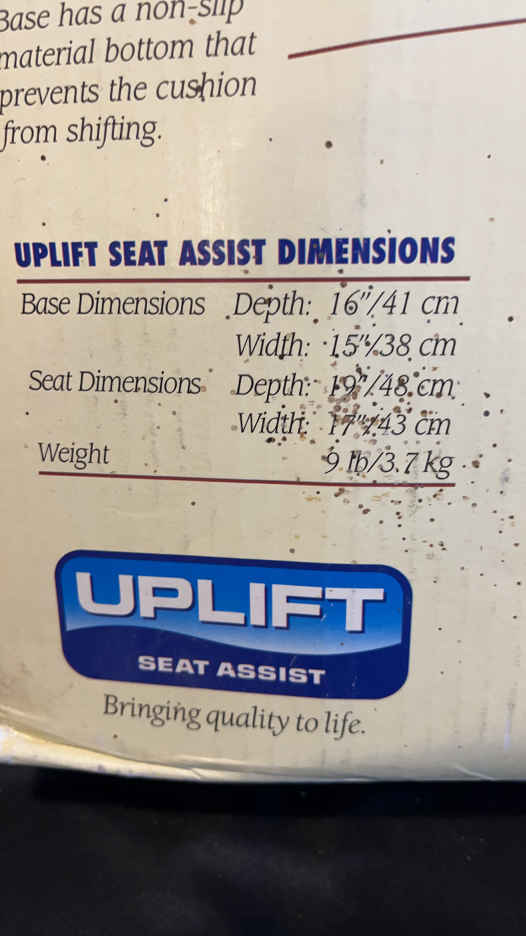 Base has a non-slip
material bottom that
prevents the cushion
from shifting.
UPLIFT SEAT ASSIST DIMENSIONS
Base Dimensions Depth: 16"/41 cm
Width: 15"/38 cm
Seat Dimensions Depth: 19"/48 cm
Width: 17"/43 cm
Weight 9 lb/3.7 kg
UPLIFT
SEAT ASSIST
Bringing quality to life.